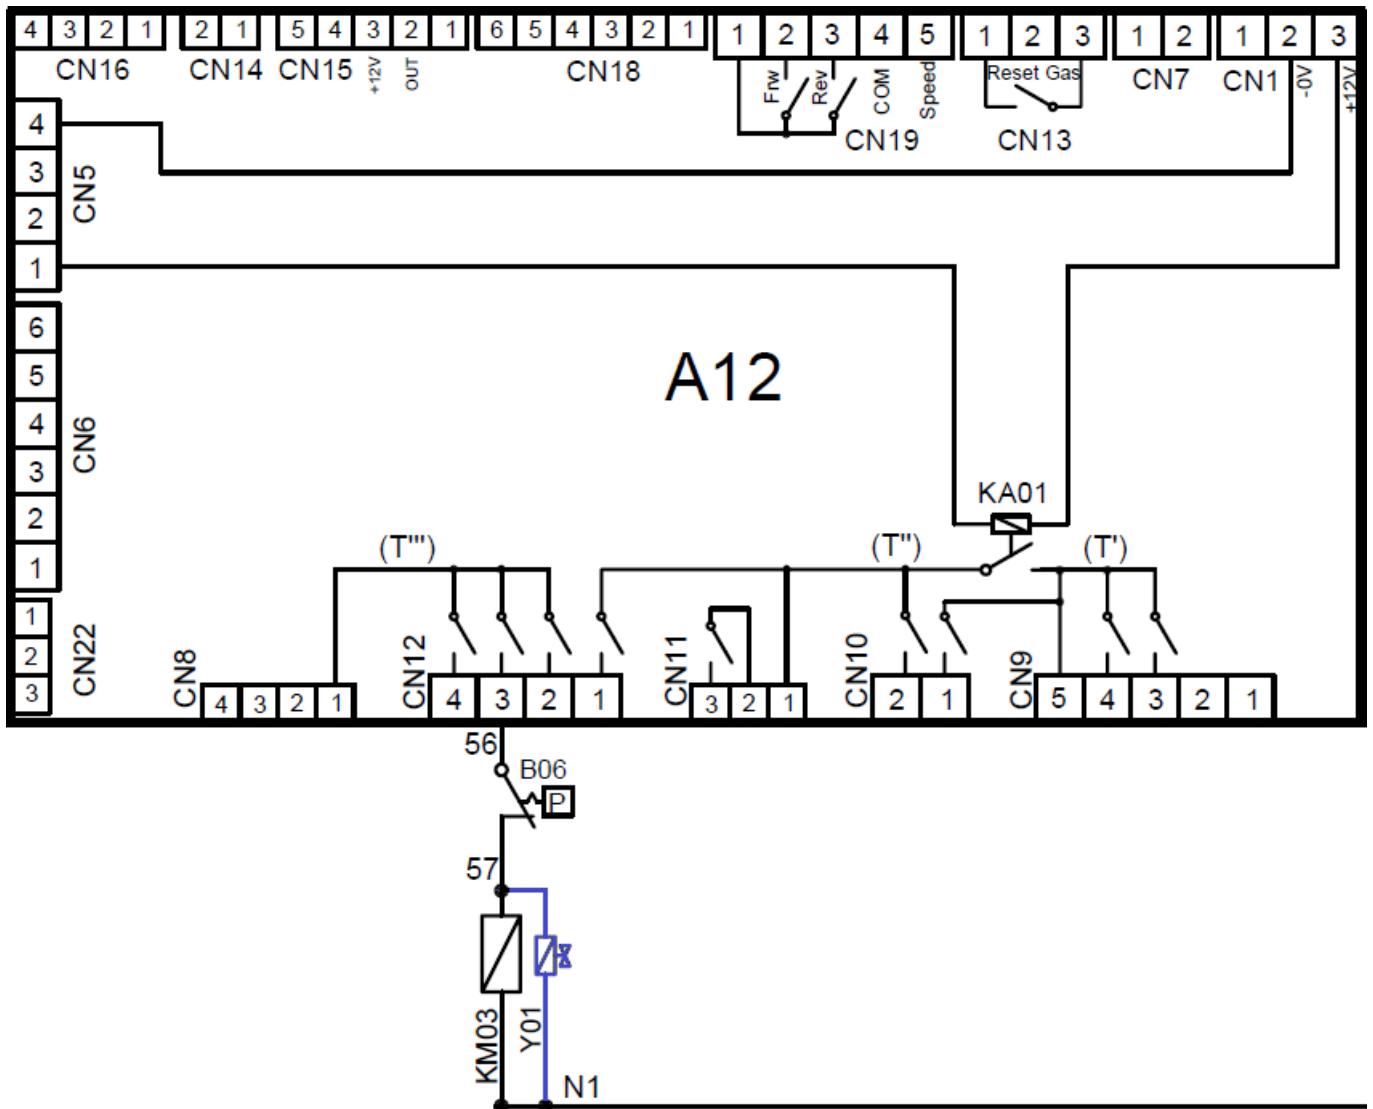 4 3 2 1 2 1 5 4 3 2 1 6 5 4 3 2 1 1 2 3 4 5 1 2 3 1 2 1 2 3
CN16 CN14 CN15 +12V OUT CN18 Frw Rev COM Speed Reset Gas CN7 CN1 -0V +12V
CN19 CN13
4
3
2
1
CN5
6
5
4
3
2
1
CN6
A12
KA01
(T''') (T'') (T')
1
2
3
CN22
CN8 4 3 2 1 CN12 4 3 2 1 CN11 3 2 1 CN10 2 1 CN9 5 4 3 2 1
56
B06
P
57
KM03 Y01
N1